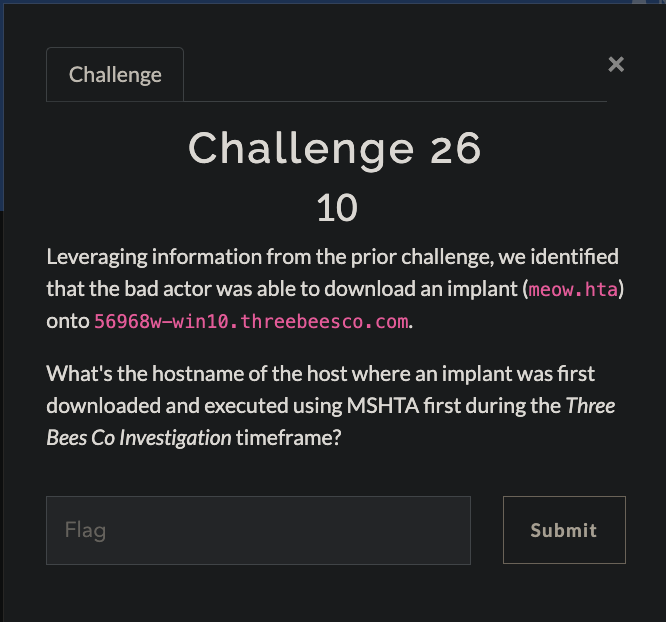 Challenge
×
Challenge 26
10
Leveraging information from the prior challenge, we identified
that the bad actor was able to download an implant (meow.hta)
onto 56968w-win10.threebeesco.com.
What's the hostname of the host where an implant was first
downloaded and executed using MSHTA first during the Three
Bees Co Investigation timeframe?
Flag
Submit